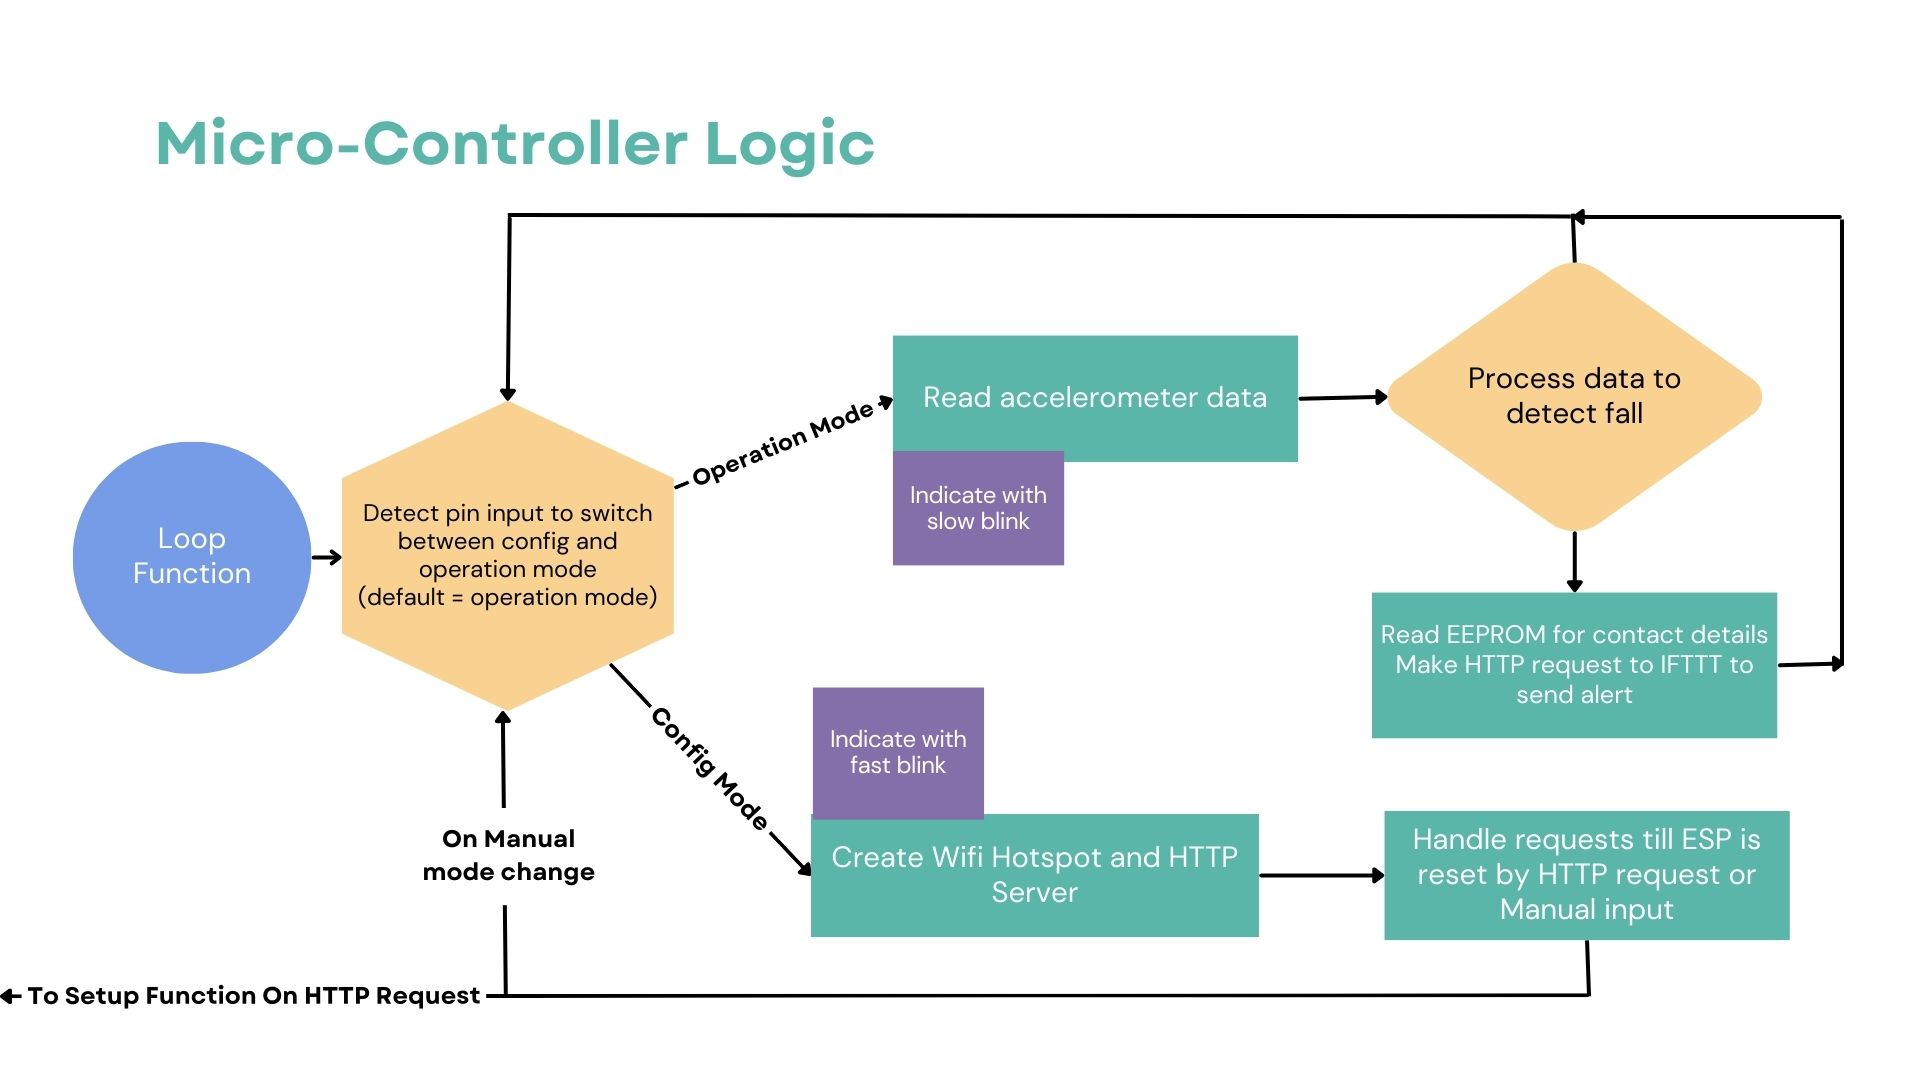 Micro-Controller Logic
Loop
Function
Detect pin input to switch
between config and
operation mode
(default = operation mode)
Operation Mode
Read accelerometer data
Indicate with
slow blink
Process data to
detect fall
Read EEPROM for contact details
Make HTTP request to IFTTT to
send alert
Config Mode
Indicate with
fast blink
Create Wifi Hotspot and HTTP
Server
Handle requests till ESP is
reset by HTTP request or
Manual input
On Manual
mode change
To Setup Function On HTTP Request